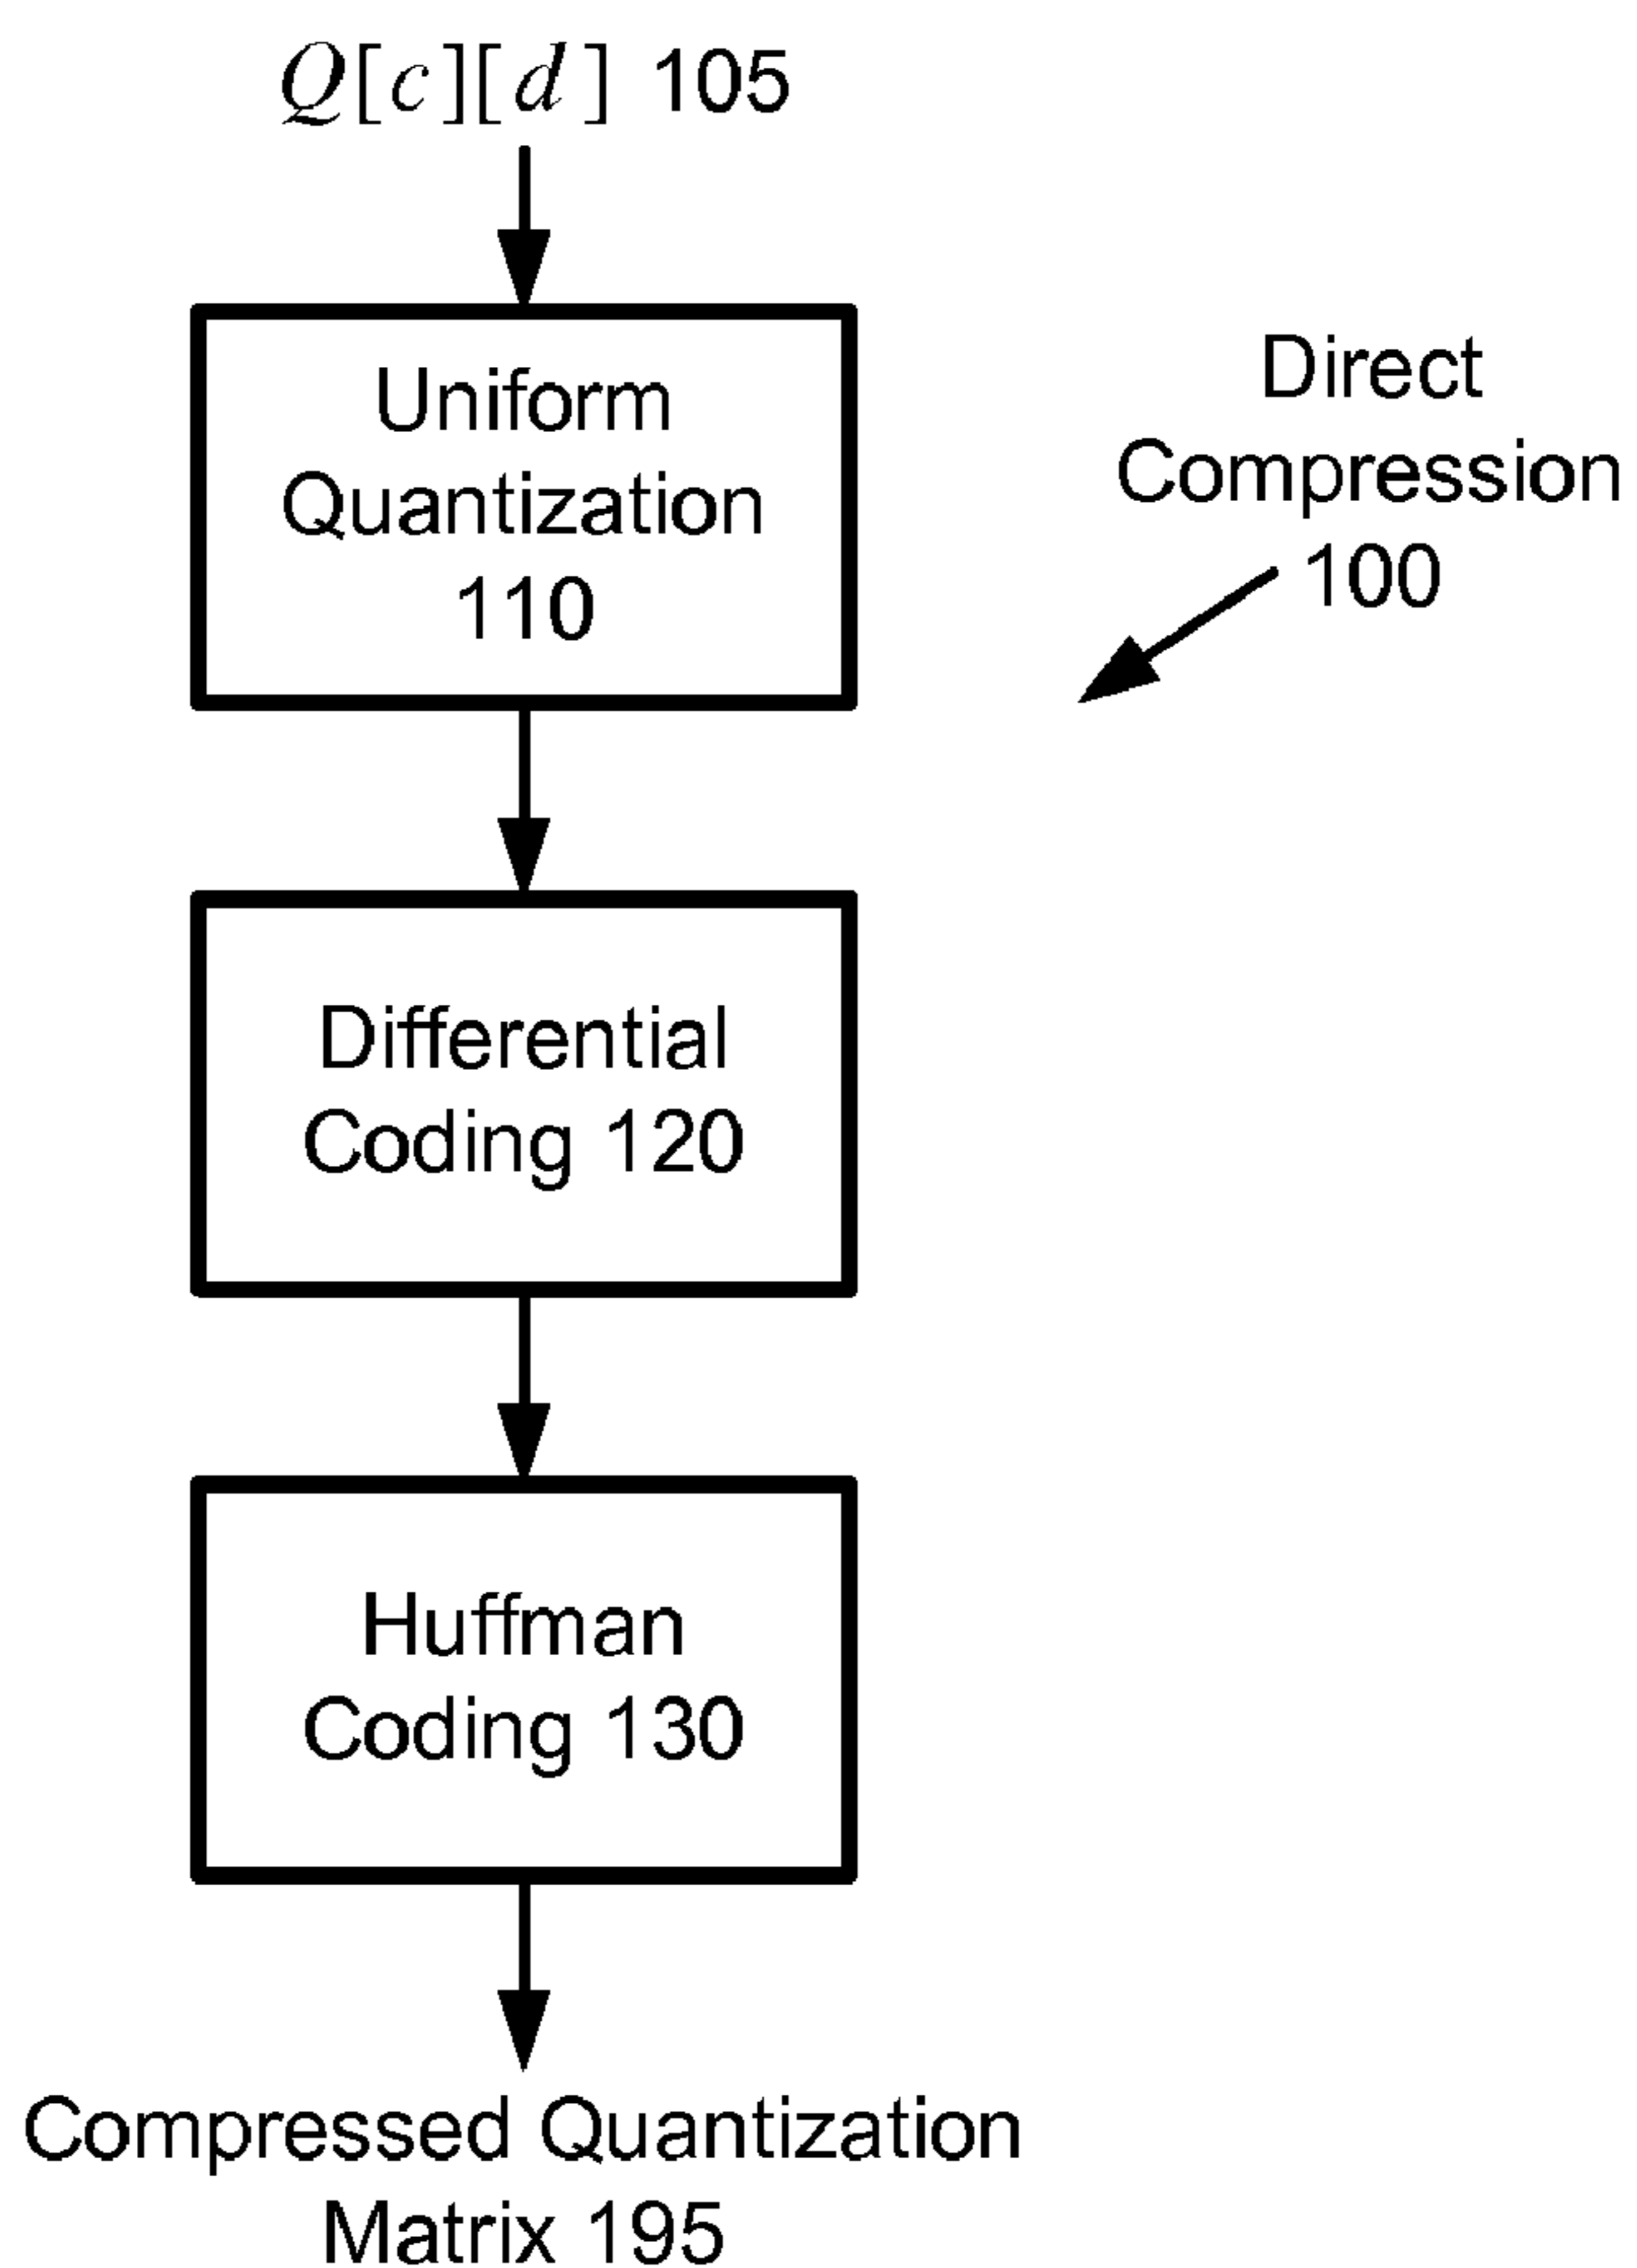 Q[c][d] 105
Uniform
Quantization
110
Direct
Compression
100
Differential
Coding 120
Huffman
Coding 130
Compressed Quantization
Matrix 195